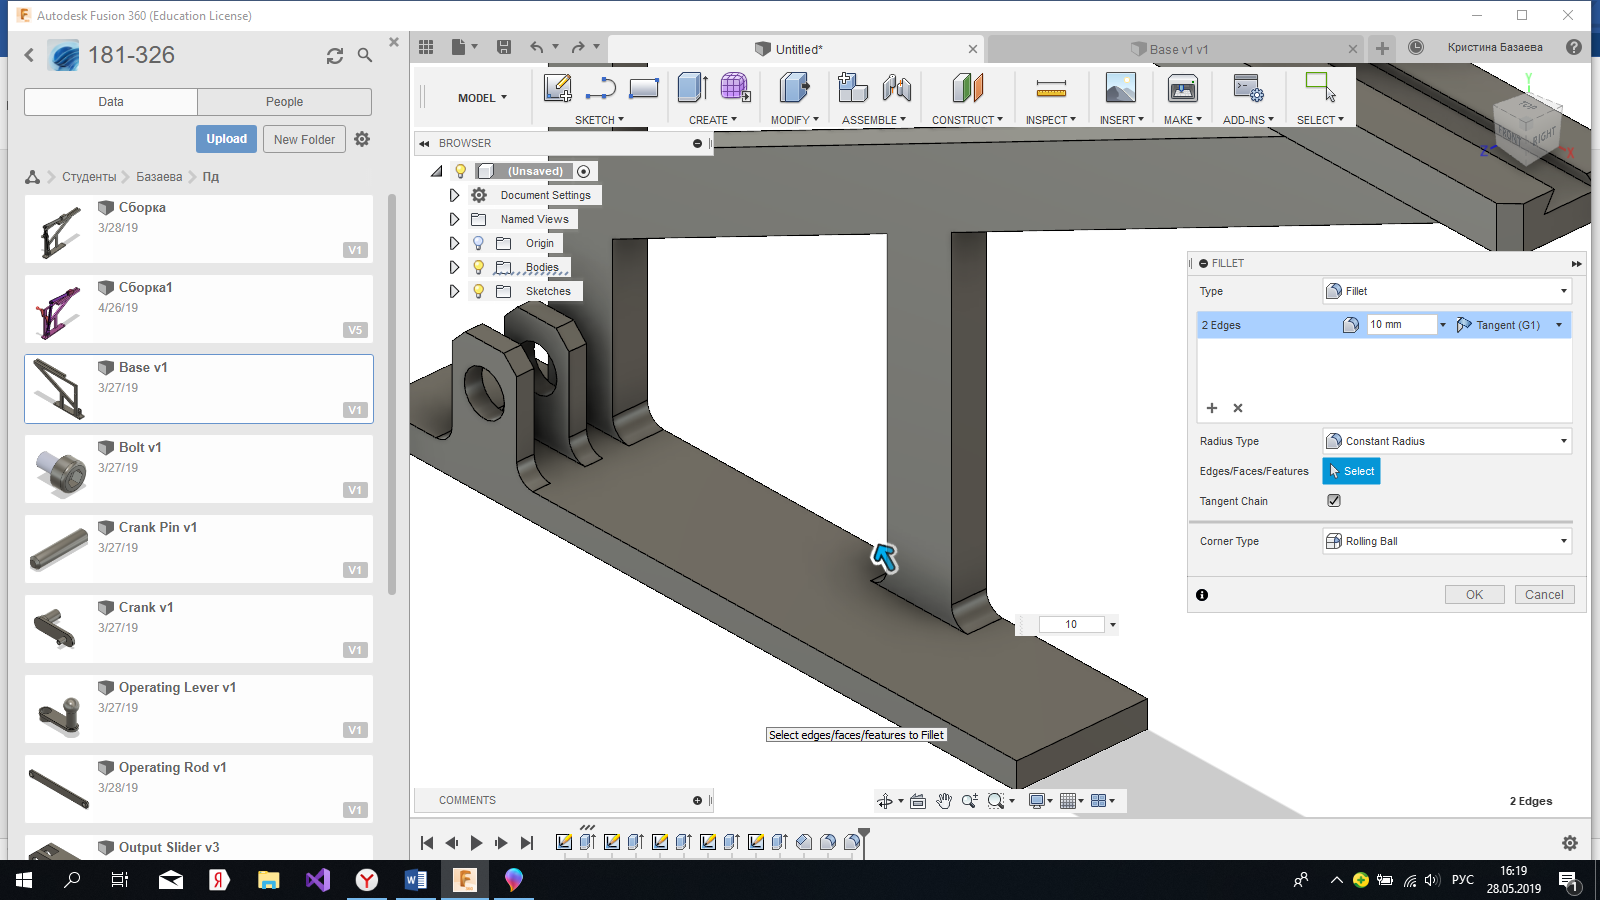 Autodesk Fusion 360 (Education License)
181-326
Data
People
Upload
New Folder
Студенты
Базаева
Пд
Сборка
3/28/19
V1
Сборка1
4/26/19
V5
Base v1
3/27/19
V1
Bolt v1
3/27/19
V1
Crank Pin v1
3/27/19
V1
Crank v1
3/27/19
V1
Operating Lever v1
3/27/19
V1
Operating Rod v1
3/28/19
V1
Output Slider v3
Untitled*
Base v1 v1
Кристина Базаева
MODEL
SKETCH
CREATE
MODIFY
ASSEMBLE
CONSTRUCT
INSPECT
INSERT
MAKE
ADD-INS
SELECT
BROWSER
(Unsaved)
Document Settings
Named Views
Origin
Bodies
Sketches
TOP
FRONT
RIGHT
Y
Z
X
FILLET
Type
Fillet
2 Edges
10 mm
Tangent (G1)
Radius Type
Constant Radius
Edges/Faces/Features
Select
Tangent Chain
Corner Type
Rolling Ball
OK
Cancel
10
Select edges/faces/features to Fillet
COMMENTS
2 Edges
РУС
16:19
28.05.2019
1